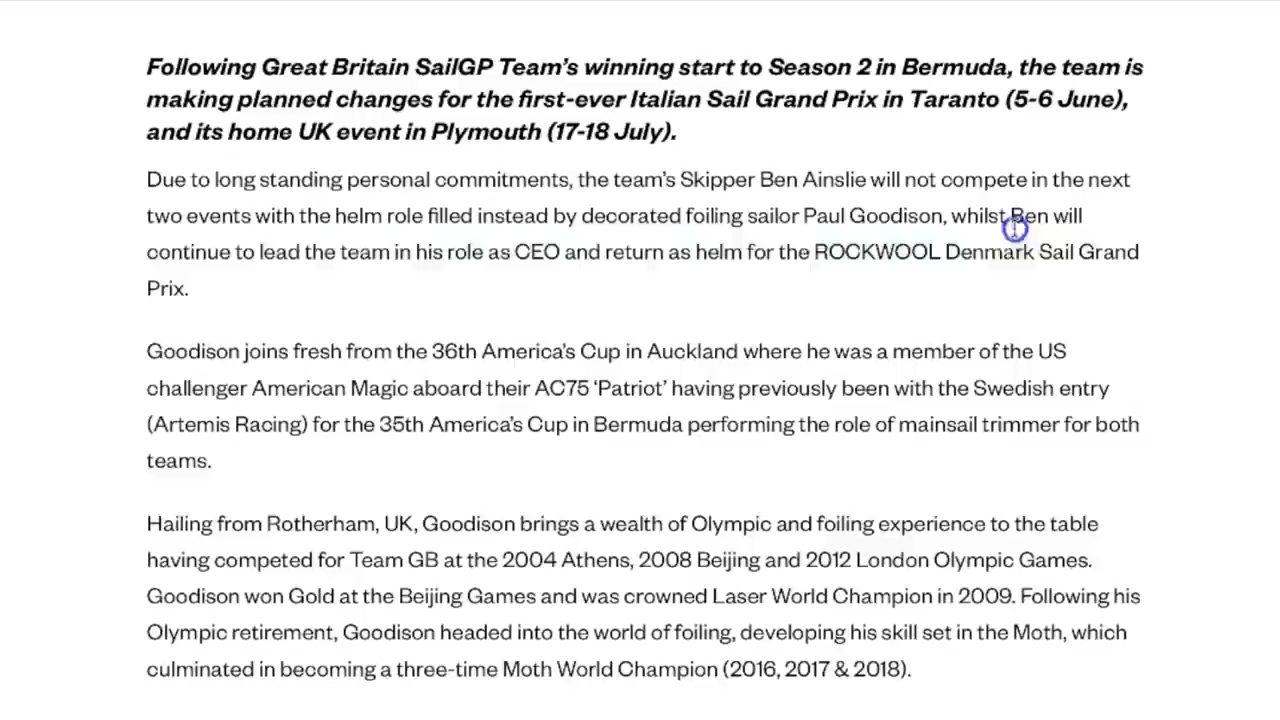 Following Great Britain SailGP Team's winning start to Season 2 in Bermuda, the team is
making planned changes for the first-ever Italian Sail Grand Prix in Taranto (5-6 June),
and its home UK event in Plymouth (17-18 July).
Due to long standing personal commitments, the team's Skipper Ben Ainslie will not compete in the next
two events with the helm role filled instead by decorated foiling sailor Paul Goodison, whilst Ben will
continue to lead the team in his role as CEO and return as helm for the ROCKWOOL Denmark Sail Grand
Prix.
Goodison joins fresh from the 36th America's Cup in Auckland where he was a member of the US
challenger American Magic aboard their AC75 ‘Patriot’ having previously been with the Swedish entry
(Artemis Racing) for the 35th America's Cup in Bermuda performing the role of mainsail trimmer for both
teams.
Hailing from Rotherham, UK, Goodison brings a wealth of Olympic and foiling experience to the table
having competed for Team GB at the 2004 Athens, 2008 Beijing and 2012 London Olympic Games.
Goodison won Gold at the Beijing Games and was crowned Laser World Champion in 2009. Following his
Olympic retirement, Goodison headed into the world of foiling, developing his skill set in the Moth, which
culminated in becoming a three-time Moth World Champion (2016, 2017 & 2018).